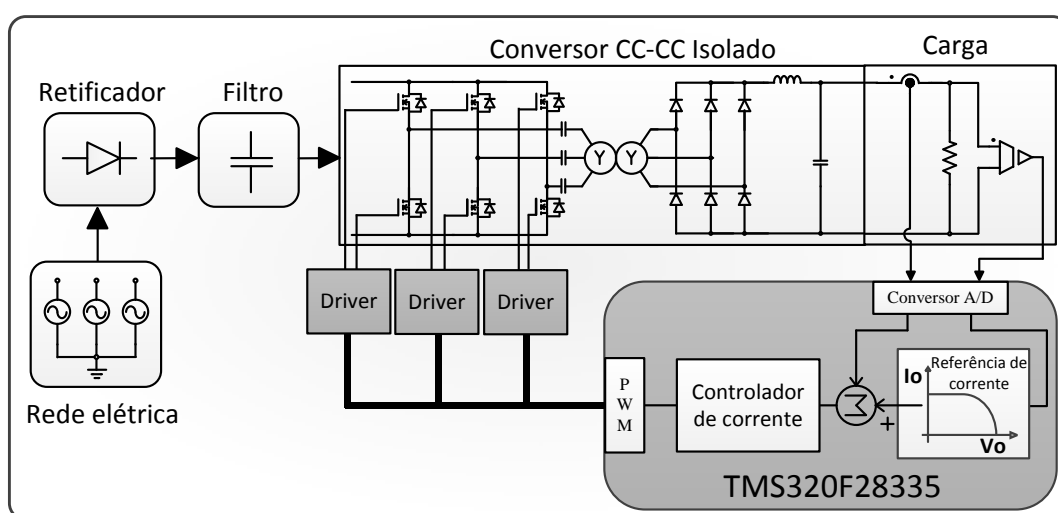 Conversor CC-CC Isolado
Carga
Retificador
Filtro
Y Y
Driver
Driver
Driver
Rede elétrica
Conversor A/D
P
W
M
Controlador
de corrente
Σ
+
Referência de
corrente
Io
Vo
TMS320F28335